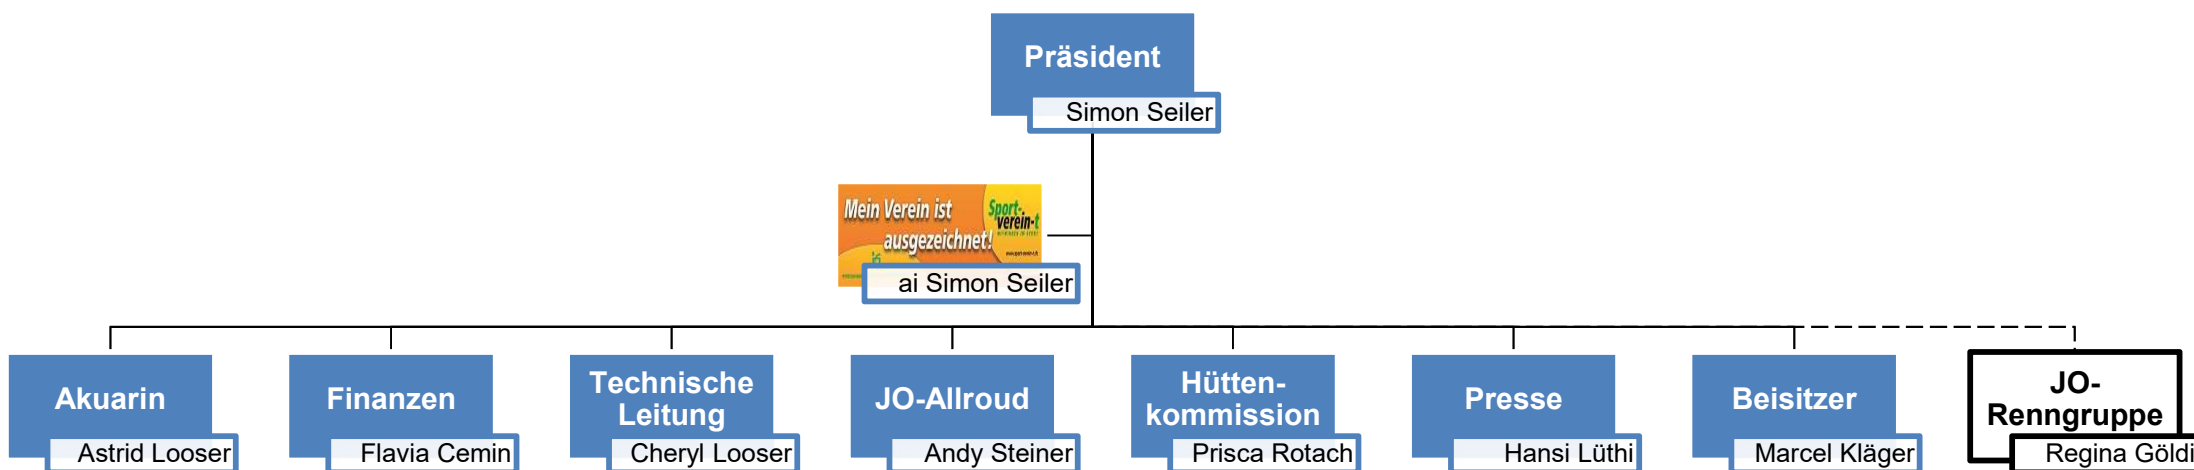 Präsident
Simon Seiler
Mein Verein ist
ausgezeichnet!
Sport-
verein-t
ai Simon Seiler
Akuarin
Astrid Looser
Finanzen
Flavia Cemin
Technische
Leitung
Cheryl Looser
JO-Allroud
Andy Steiner
Hütten-
kommission
Prisca Rotach
Presse
Hansi Lüthi
Beisitzer
Marcel Kläger
JO-
Renngruppe
Regina Göldi